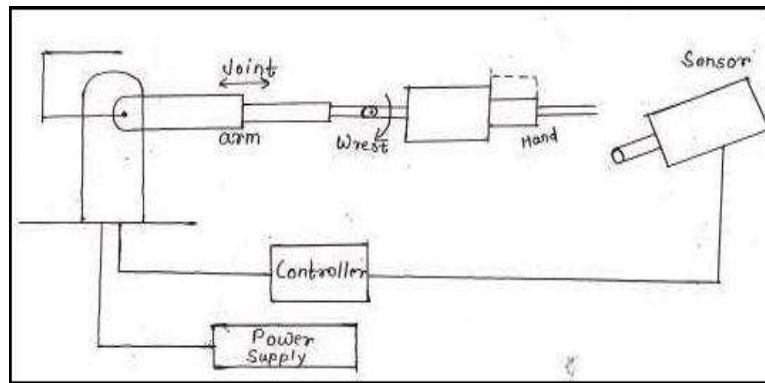 Joint
Sensor
arm
Wrest
Hand
Controller
Power
Supply